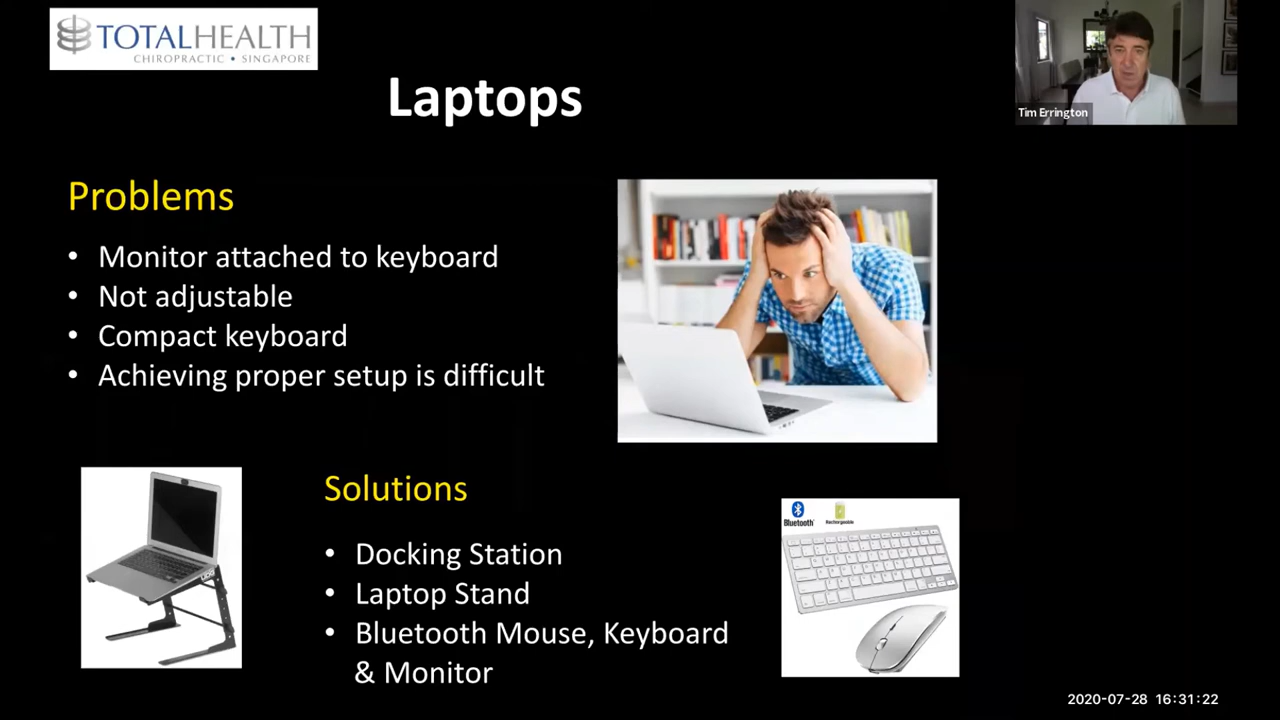 TOTALHEALTH
CHIROPRACTIC • SINGAPORE
Laptops
Tim Errington
Problems
• Monitor attached to keyboard
• Not adjustable
• Compact keyboard
• Achieving proper setup is difficult
Solutions
• Docking Station
• Laptop Stand
• Bluetooth Mouse, Keyboard
& Monitor
Bluetooth
Rechargeable
2020-07-28 16:31:22